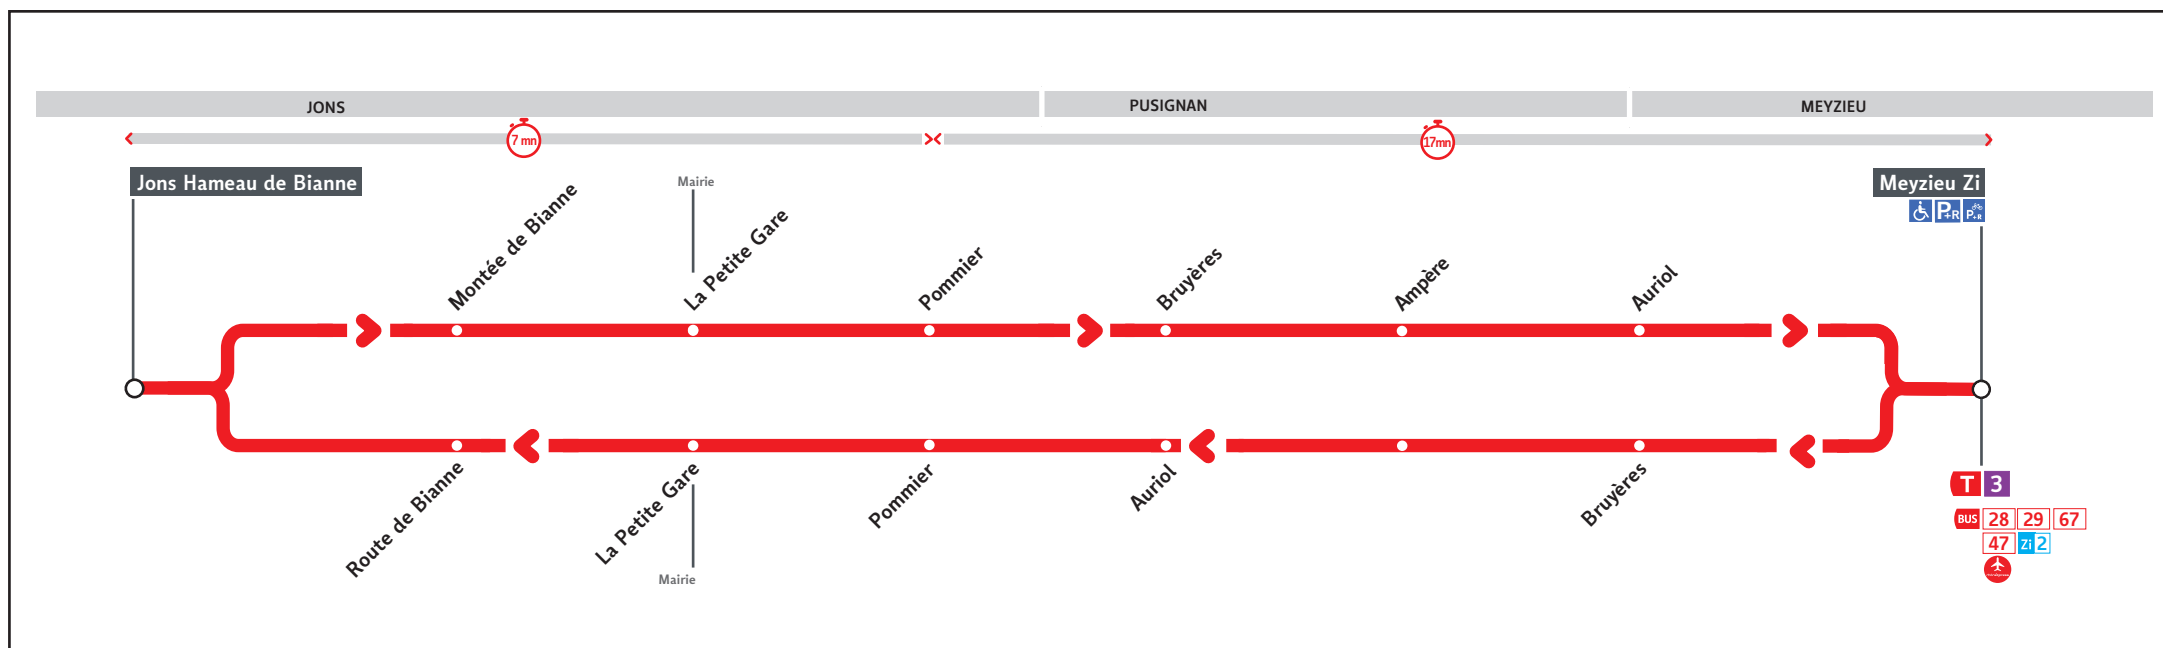 JONS
PUSIGNAN
MEYZIEU
7 mn
17mn
Jons Hameau de Bianne
Meyzieu Zi
P+R
P+R
Mairie
Montée de Bianne
La Petite Gare
Pommier
Bruyères
Ampère
Auriol
Route de Bianne
La Petite Gare
Pommier
Auriol
Bruyères
Mairie
T 3
BUS 28 29 67
47 Zi 2